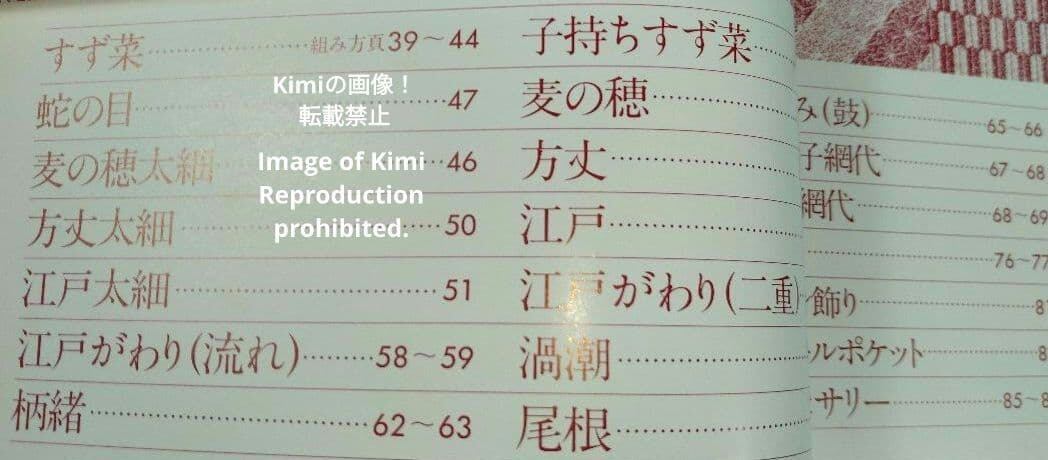 すず菜……組み方頁39～44
蛇の目……47
麦の穂太細……46
方丈太細……50
江戸太細……51
江戸がわり(流れ)……58～59
柄緒……62～63
子持ちすず菜……
麦の穂……
方丈……
江戸……
江戸がわり(二重)
渦潮……
尾根……
み(鼓)……65～66
子網代……67～68
網代……68～69
……76～77
飾り……8
ルポケット……8
サリー……85～8
Kimiの画像！
転載禁止
Image of Kimi
Reproduction
prohibited.